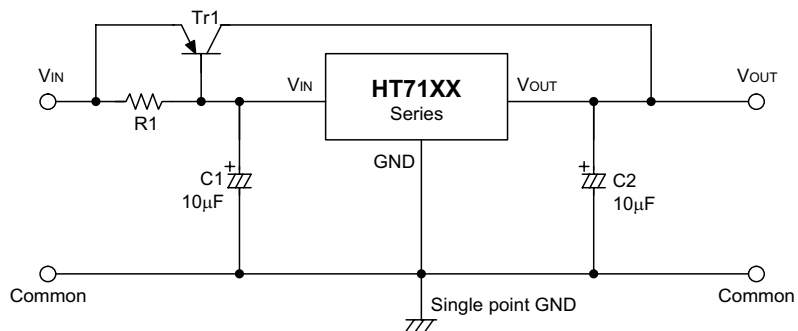 Tr1
VIN
R1
VIN
HT71XX
Series
VOUT
VOUT
GND
C1
10μF
C2
10μF
Common
Single point GND
Common